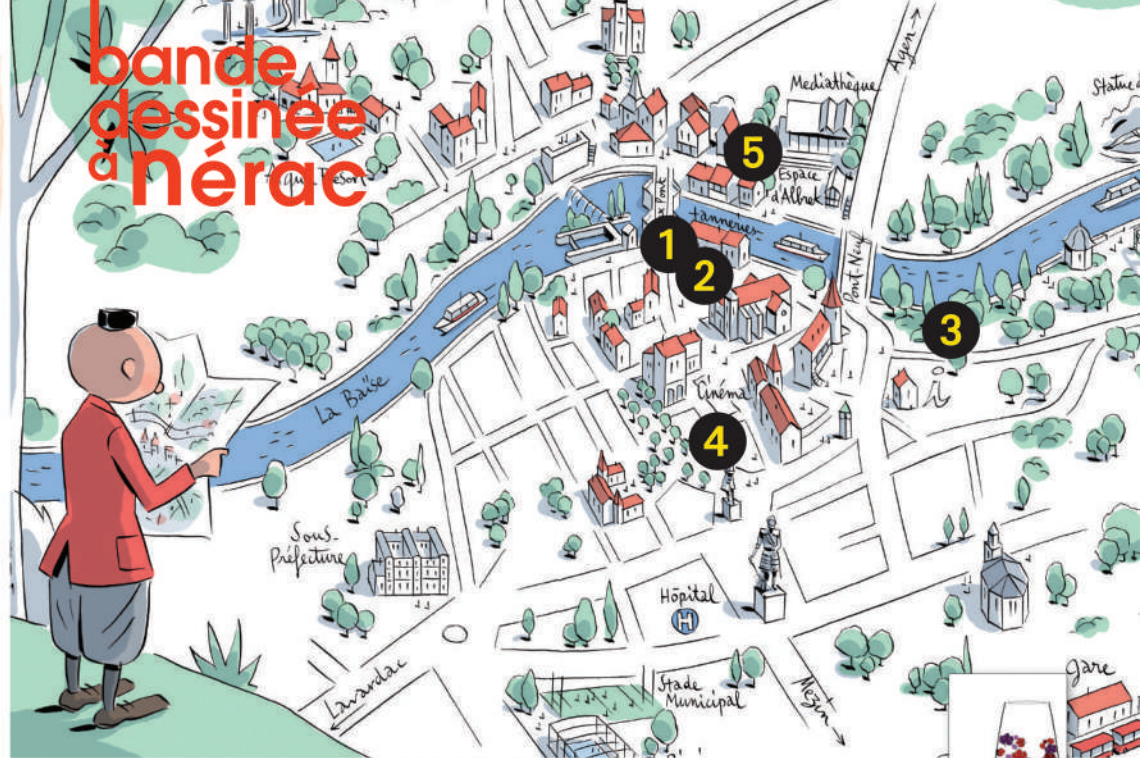 bande
dessinée
à nérac
Agen
Mediathèque
Statue d
5
Espace
d'Albret
Pont
tanneries
1
2
Pont-Neuf
3
i
La Baïse
Cinéma
4
Sous-
Préfecture
Hôpital
H
Lavardac
Stade
Municipal
Mézin
Gare